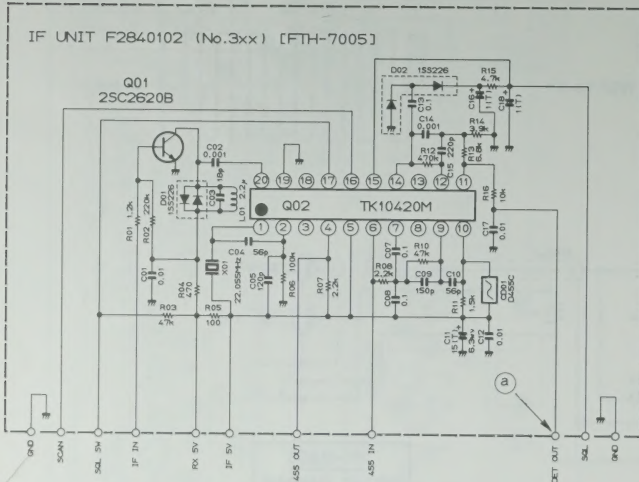 IF UNIT F2840102 (No.3xx) [FTH-7005]
Q01
2SC2620B
D02 1SS226
R15
4.7k
C13
0.1
C16
1(T)
C18
1(T)
C14
0.001
R14
3.9k
R12
470k
C15
220p
R13
6.8k
C02
0.001
20 19 18 17 16 15 14 13 12 11
D01
1SS226
C03
18p
L01
2.2μ
Q02 TK10420M
1 2 3 4 5 6 7 8 9 10
R16
10k
C17
0.01
R01 1.2k
R02 220k
C01
0.01
R04
470
R03
47k
R05
100
X01
22.055MHz
C04
56p
C05
120p
R06
100k
R07
2.2k
R08
2.2k
C07
0.1
C08
0.1
R10
47k
C09
150p
C10
56p
R11
1.5k
CD01
D455C
C11
15(T)
6.3wv
C12
0.01
a
GND
SCAN
SQL SW
IF IN
RX 5V
IF 5V
455 OUT
455 IN
DET OUT
SQL
GND